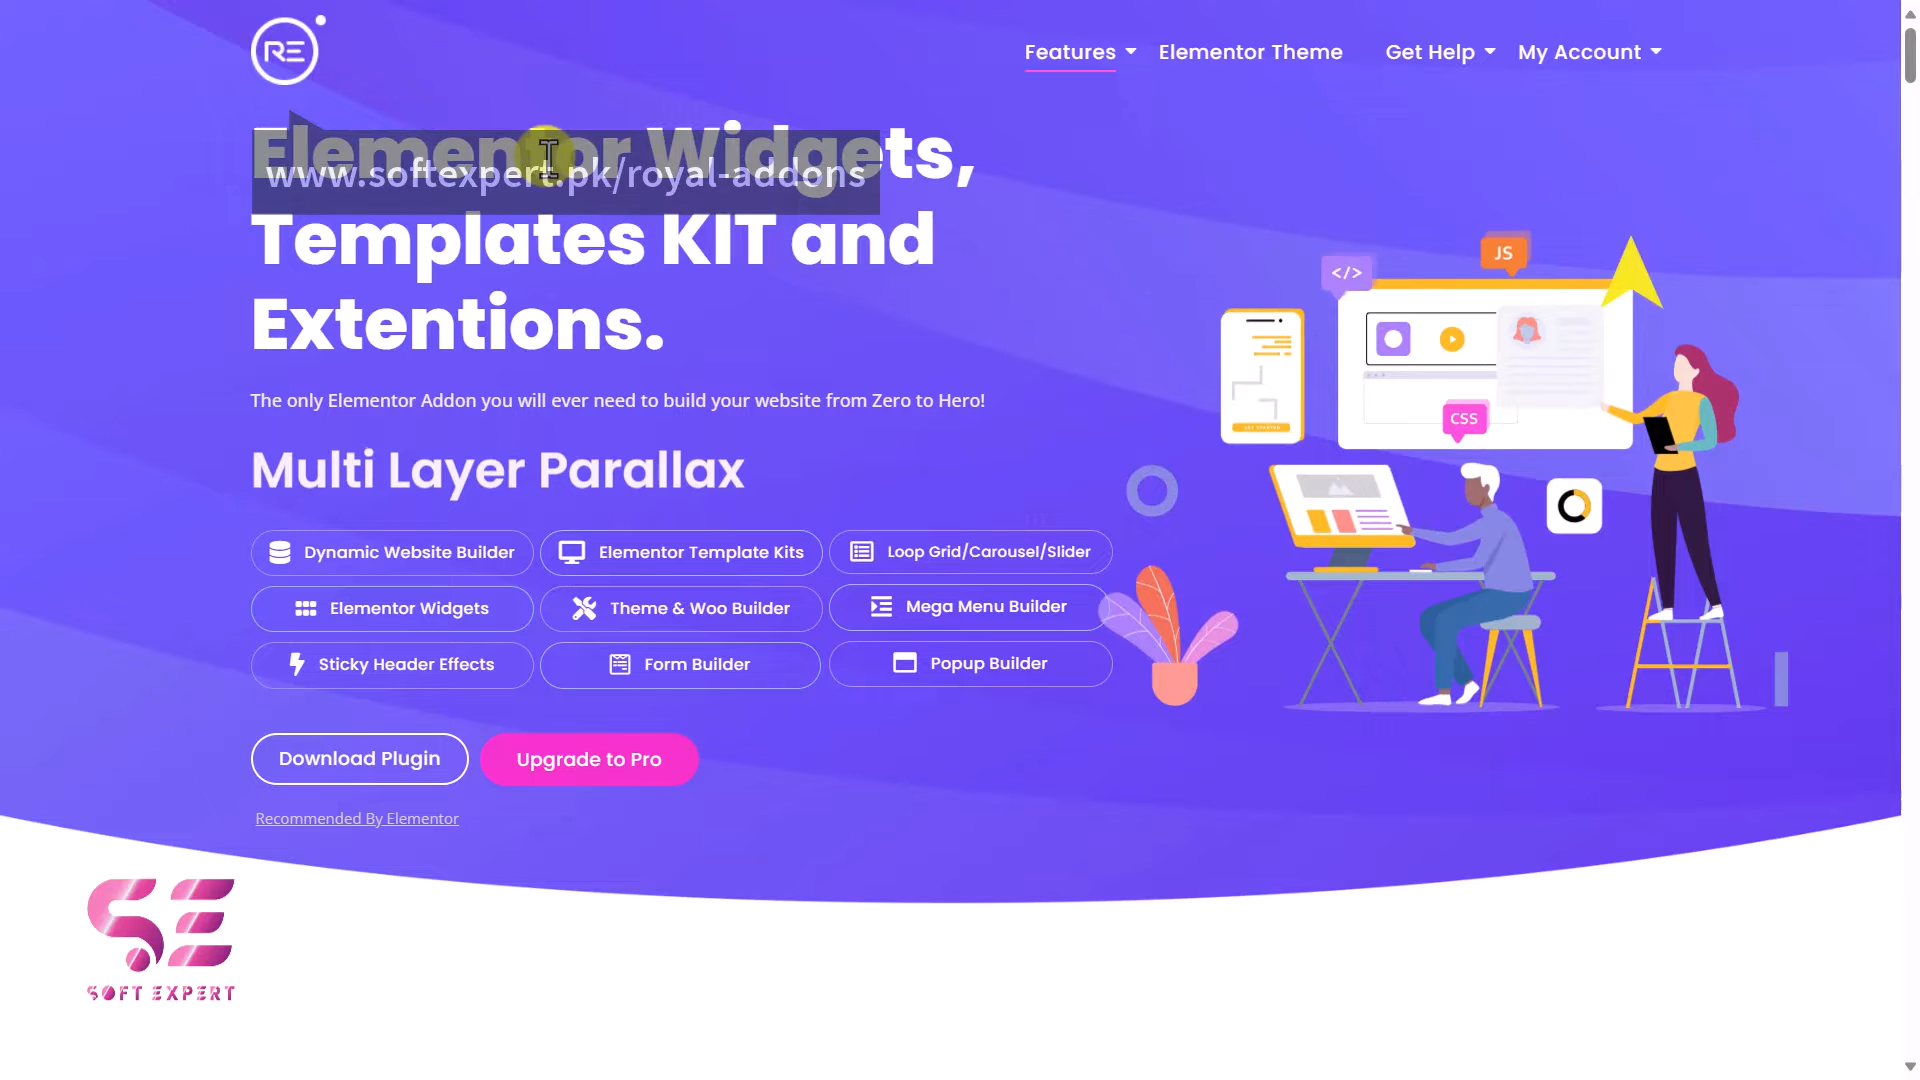 RE
Features
Elementor Theme
Get Help
My Account
Elementor Widgets,
www.softexpert.pk/royal-addons
Templates KIT and
Extentions.
The only Elementor Addon you will ever need to build your website from Zero to Hero!
Multi Layer Parallax
Dynamic Website Builder
Elementor Template Kits
Loop Grid/Carousel/Slider
Elementor Widgets
Theme & Woo Builder
Mega Menu Builder
Sticky Header Effects
Form Builder
Popup Builder
Download Plugin
Upgrade to Pro
Recommended By Elementor
</>
JS
CSS
SE
SOFT EXPERT